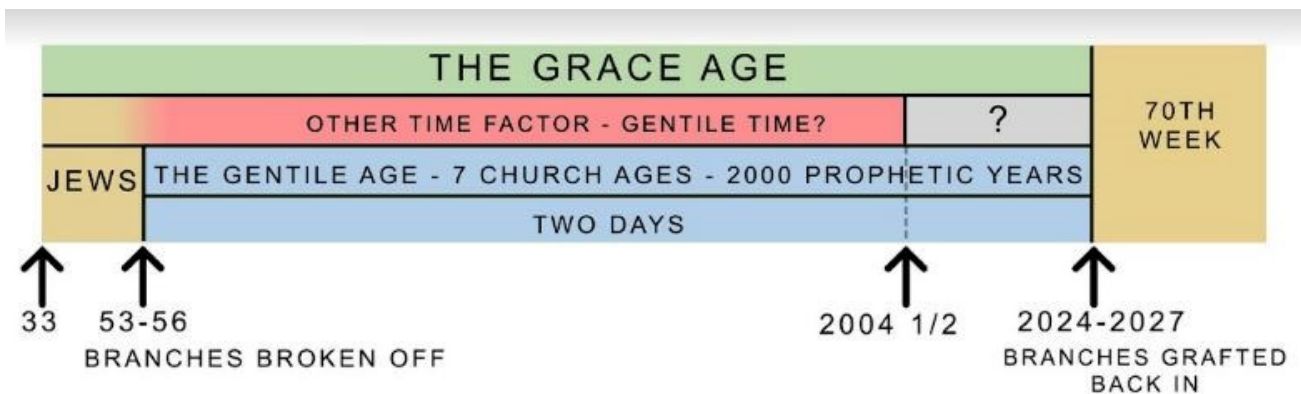 THE GRACE AGE
OTHER TIME FACTOR - GENTILE TIME?
?
70TH
WEEK
JEWS
THE GENTILE AGE - 7 CHURCH AGES - 2000 PROPHETIC YEARS
TWO DAYS
33
53-56
BRANCHES BROKEN OFF
2004 1/2
2024-2027
BRANCHES GRAFTED
BACK IN